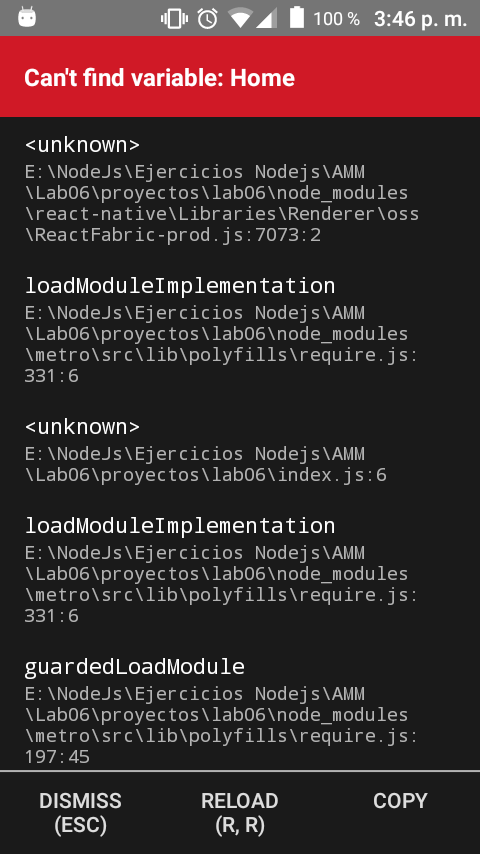 100 % 3:46 p. m.
Can't find variable: Home
<unknown>
E:\NodeJs\Ejercicios Nodejs\AMM
\Lab06\proyectos\lab06\node_modules
\react-native\Libraries\Renderer\oss
\ReactFabric-prod.js:7073:2
loadModuleImplementation
E:\NodeJs\Ejercicios Nodejs\AMM
\Lab06\proyectos\lab06\node_modules
\metro\src\lib\polyfills\require.js:
331:6
<unknown>
E:\NodeJs\Ejercicios Nodejs\AMM
\Lab06\proyectos\lab06\index.js:6
loadModuleImplementation
E:\NodeJs\Ejercicios Nodejs\AMM
\Lab06\proyectos\lab06\node_modules
\metro\src\lib\polyfills\require.js:
331:6
guardedLoadModule
E:\NodeJs\Ejercicios Nodejs\AMM
\Lab06\proyectos\lab06\node_modules
\metro\src\lib\polyfills\require.js:
197:45
DISMISS
(ESC)
RELOAD
(R, R)
COPY